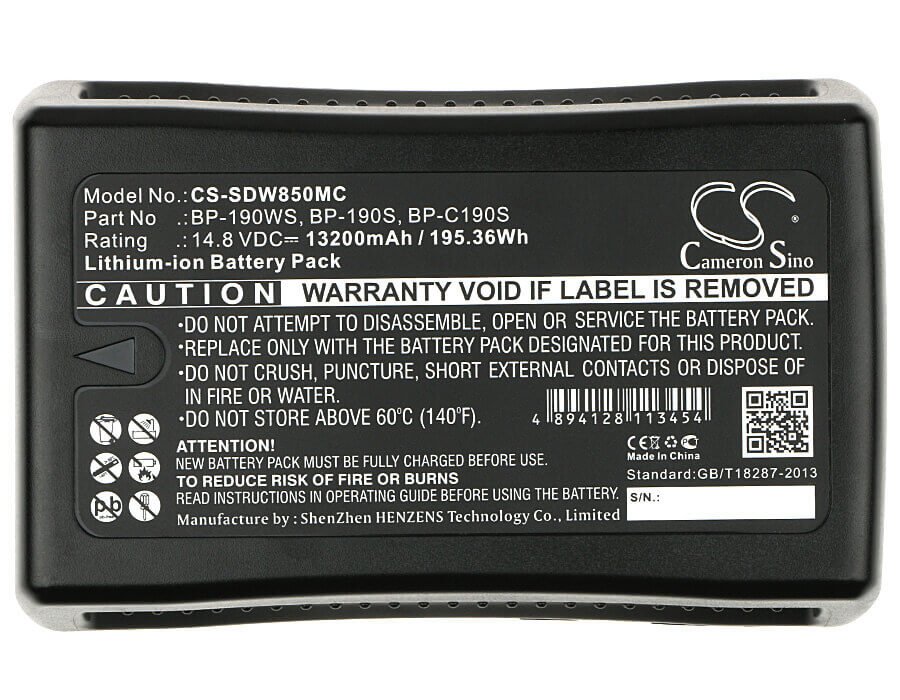 Model No.: CS-SDW850MC
Part No .: BP-190WS, BP-190S, BP-C190S
Rating .: 14.8 VDC⎓ 13200mAh / 195.36Wh
Lithium-ion Battery Pack
CS
®
Cameron Sino
CAUTION WARRANTY VOID IF LABEL IS REMOVED
•DO NOT ATTEMPT TO DISASSEMBLE, OPEN OR SERVICE THE BATTERY PACK.
•REPLACE ONLY WITH THE BATTERY PACK DESIGNATED FOR THIS PRODUCT.
•DO NOT CRUSH, PUNCTURE, SHORT EXTERNAL CONTACTS OR DISPOSE OF
IN FIRE OR WATER.
•DO NOT STORE ABOVE 60°C (140°F).
4 894128 113454
ATTENTION!
NEW BATTERY PACK MUST BE FULLY CHARGED BEFORE USE.
TO REDUCE RISK OF FIRE OR BURNS
READ INSTRUCTIONS IN OPERATING GUIDE BEFORE USING THE BATTERY.
Manufacture by : ShenZhen HENZENS Technology Co., Limited
CE
Made In China
Standard:GB/T18287-2013
S/N.:
Pb